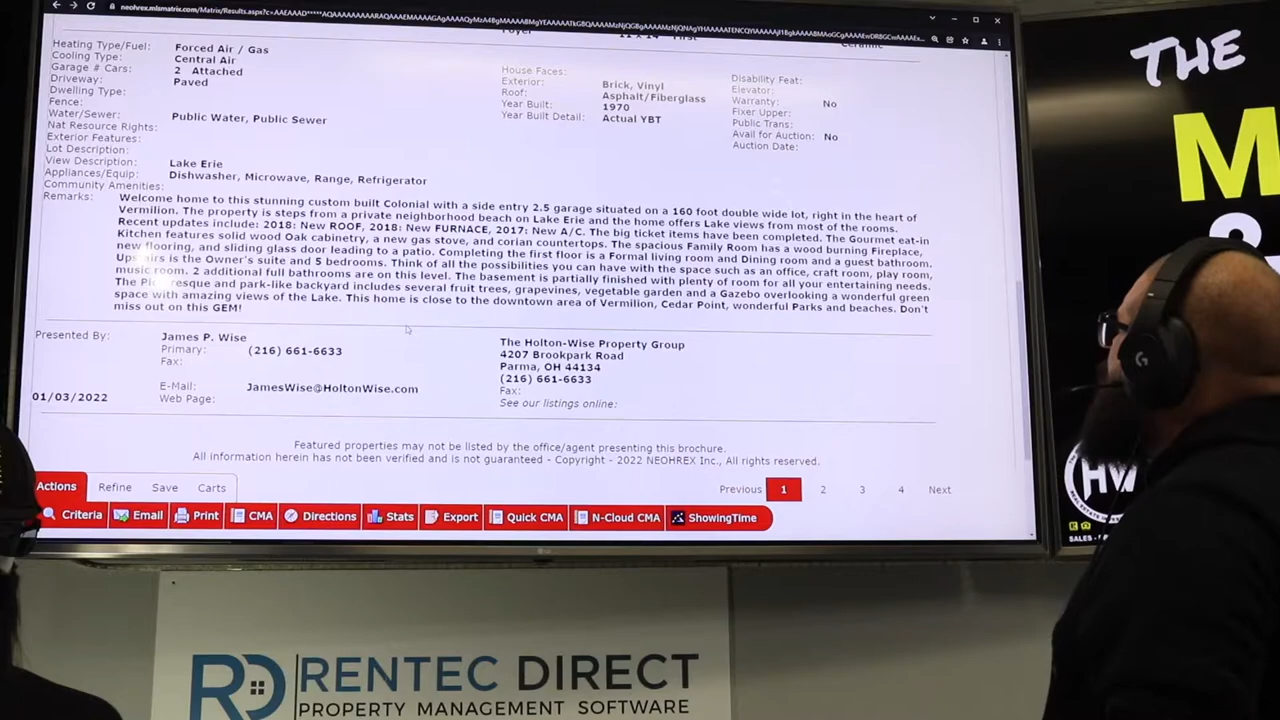 neohrex.mlsmatrix.com/Matrix/Results.aspx
THE
Foyer 11 x 14 First Ceramic
Heating Type/Fuel: Forced Air / Gas
Cooling Type: Central Air
Garage # Cars: 2 Attached
Driveway: Paved
Dwelling Type:
Fence:
Water/Sewer: Public Water, Public Sewer
Nat Resource Rights:
Exterior Features:
Lot Description:
View Description: Lake Erie
Appliances/Equip: Dishwasher, Microwave, Range, Refrigerator
Community Amenities:
House Faces:
Exterior: Brick, Vinyl
Roof: Asphalt/Fiberglass
Year Built: 1970
Year Built Detail: Actual YBT
Disability Feat:
Elevator:
Warranty: No
Fixer Upper:
Public Trans:
Avail for Auction: No
Auction Date:
M
Remarks: Welcome home to this stunning custom built Colonial with a side entry 2.5 garage situated on a 160 foot double wide lot, right in the heart of
Vermilion. The property is steps from a private neighborhood beach on Lake Erie and the home offers Lake views from most of the rooms.
Recent updates include: 2018: New ROOF, 2018: New FURNACE, 2017: New A/C. The big ticket items have been completed. The Gourmet eat-in
Kitchen features solid wood Oak cabinetry, a new gas stove, and corian countertops. The spacious Family Room has a wood burning Fireplace,
new flooring, and sliding glass door leading to a patio. Completing the first floor is a Formal living room and Dining room and a guest bathroom.
Upstairs is the Owner's suite and 5 bedrooms. Think of all the possibilities you can have with the space such as an office, craft room, play room,
music room. 2 additional full bathrooms are on this level. The basement is partially finished with plenty of room for all your entertaining needs.
The Picturesque and park-like backyard includes several fruit trees, grapevines, vegetable garden and a Gazebo overlooking a wonderful green
space with amazing views of the Lake. This home is close to the downtown area of Vermilion, Cedar Point, wonderful Parks and beaches. Don't
miss out on this GEM!
Presented By: James P. Wise
Primary: (216) 661-6633
Fax:
E-Mail: JamesWise@HoltonWise.com
Web Page:
01/03/2022
The Holton-Wise Property Group
4207 Brookpark Road
Parma, OH 44134
(216) 661-6633
Fax:
See our listings online:
Featured properties may not be listed by the office/agent presenting this brochure.
All information herein has not been verified and is not guaranteed - Copyright - 2022 NEOHREX Inc., All rights reserved.
Actions Refine Save Carts
Previous 1 2 3 4 Next
Criteria Email Print CMA Directions Stats Export Quick CMA N-Cloud CMA ShowingTime
HW
SALES -
LG
RD RENTEC DIRECT
PROPERTY MANAGEMENT SOFTWARE